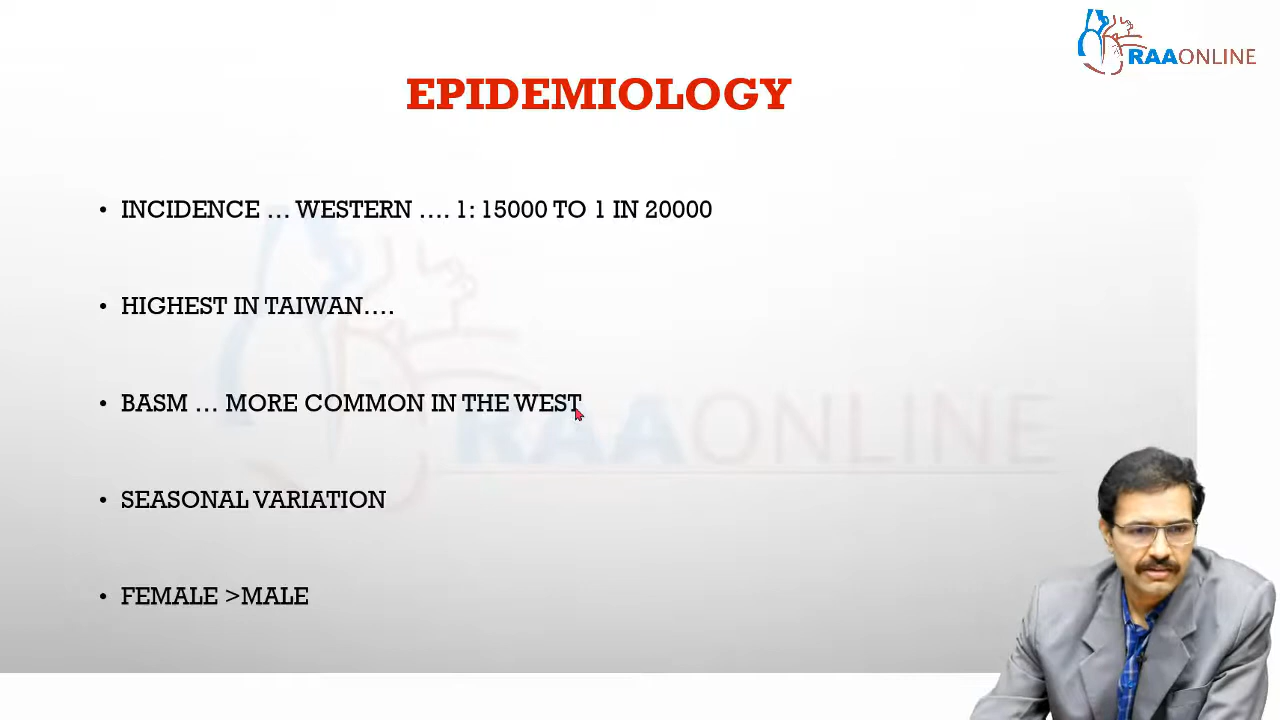 RAAONLINE
EPIDEMIOLOGY
• INCIDENCE … WESTERN …. 1: 15000 TO 1 IN 20000
• HIGHEST IN TAIWAN….
• BASM … MORE COMMON IN THE WEST
• SEASONAL VARIATION
• FEMALE >MALE
RAAONLINE